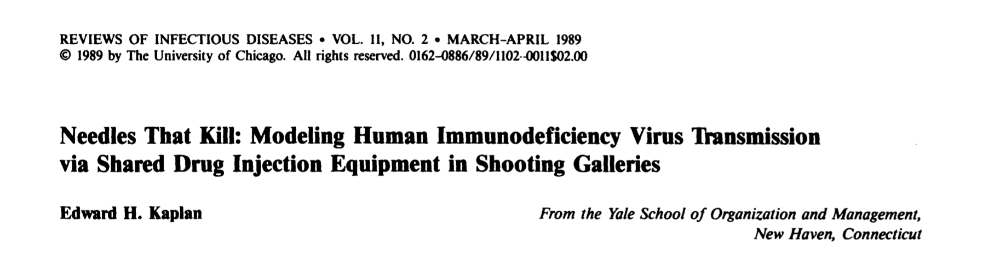 REVIEWS OF INFECTIOUS DISEASES • VOL. 11, NO. 2 • MARCH–APRIL 1989
© 1989 by The University of Chicago. All rights reserved. 0162–0886/89/1102--0011$02.00
Needles That Kill: Modeling Human Immunodeficiency Virus Transmission
via Shared Drug Injection Equipment in Shooting Galleries
Edward H. Kaplan
From the Yale School of Organization and Management,
New Haven, Connecticut